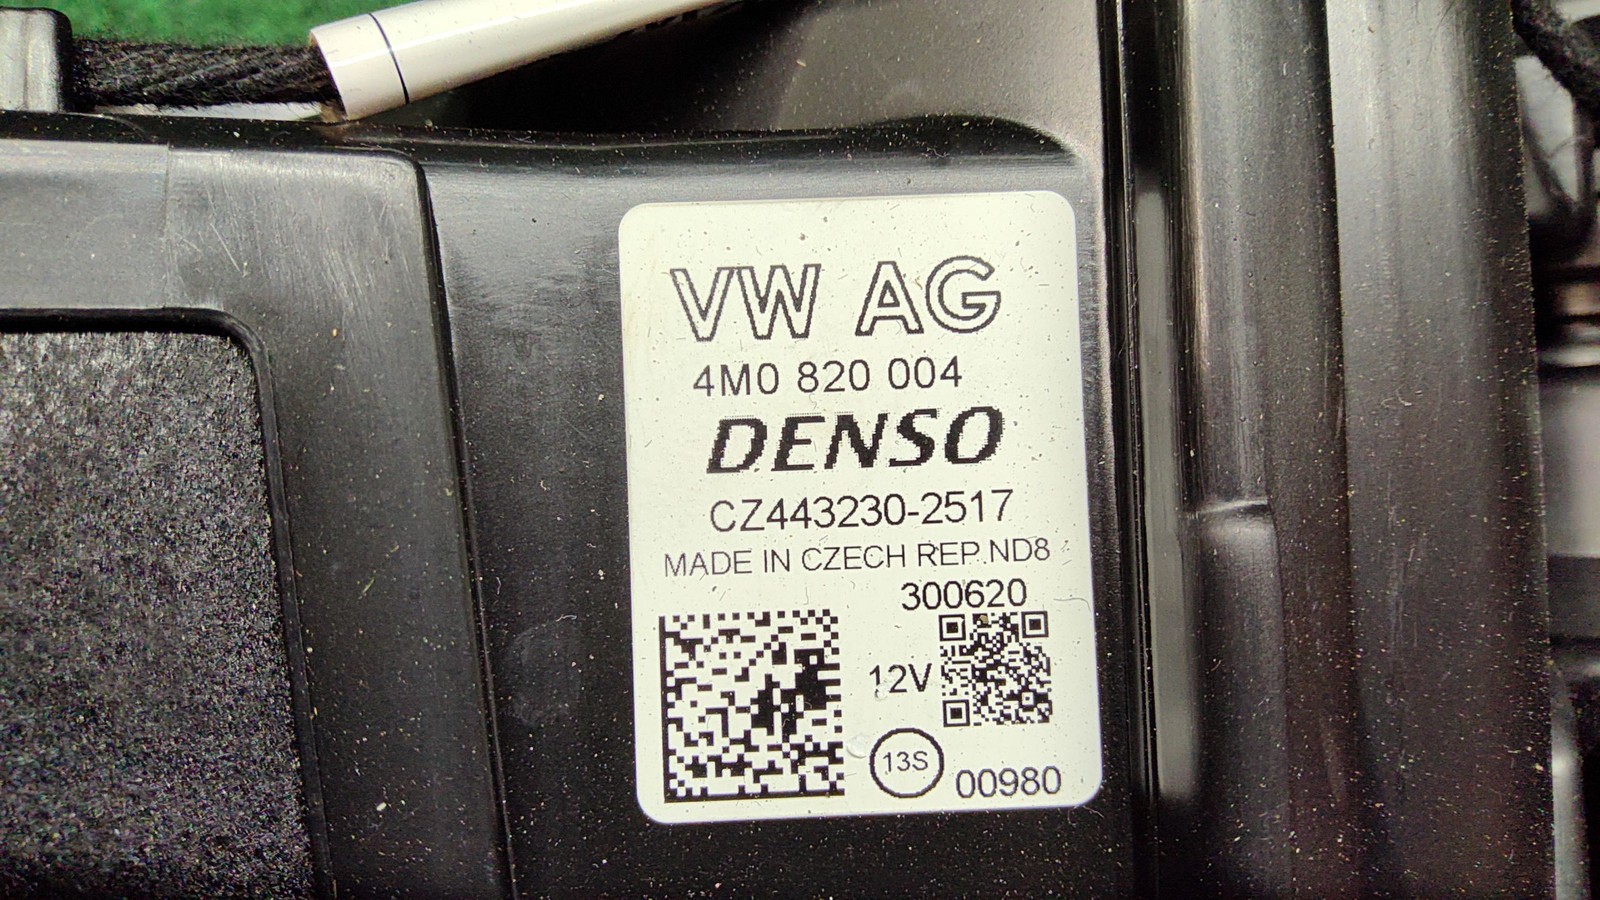 VW AG
4M0 820 004
DENSO
CZ443230-2517
MADE IN CZECH REP.ND8
300620
12V
13S
00980